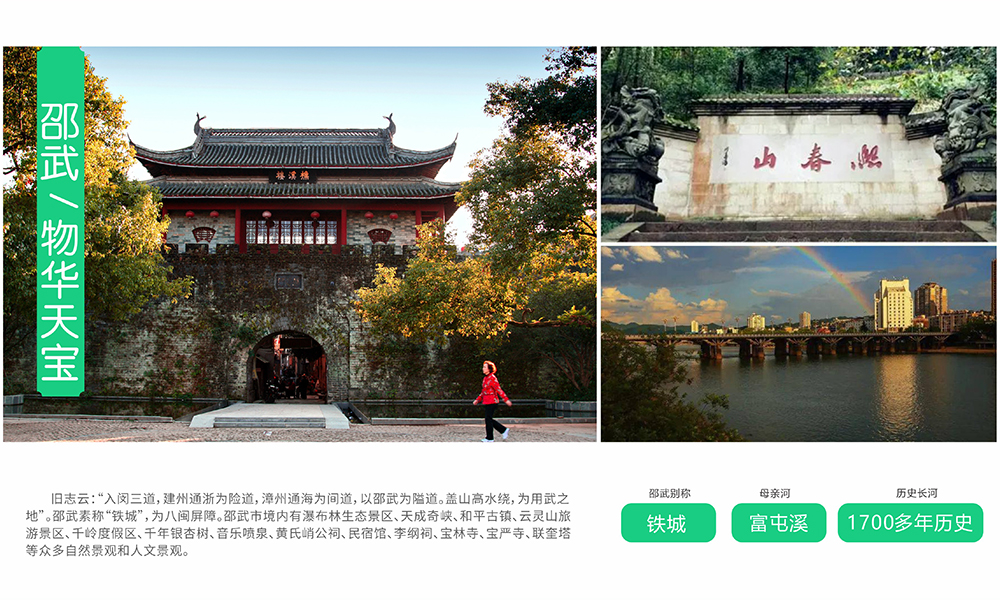 邵武/物华天宝
樵溪楼
熙春山
旧志云：“入闵三道，建州通浙为险道，漳州通海为间道，以邵武为隘道。盖山高水绕，为用武之
地”。邵武素称“铁城”，为八闽屏障。邵武市境内有瀑布林生态景区、天成奇峡、和平古镇、云灵山旅
游景区、千岭度假区、千年银杏树、音乐喷泉、黄氏峭公祠、民宿馆、李纲祠、宝林寺、宝严寺、联奎塔
等众多自然景观和人文景观。
邵武别称
铁城
母亲河
富屯溪
历史长河
1700多年历史